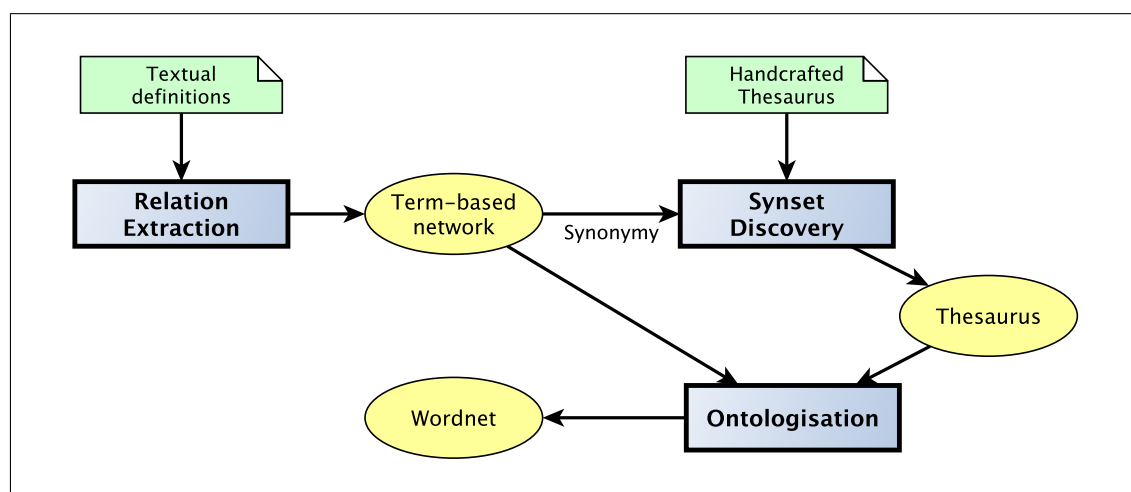 Textual
definitions
Handcrafted
Thesaurus
Relation
Extraction
Term-based
network
Synonymy
Synset
Discovery
Thesaurus
Wordnet
Ontologisation